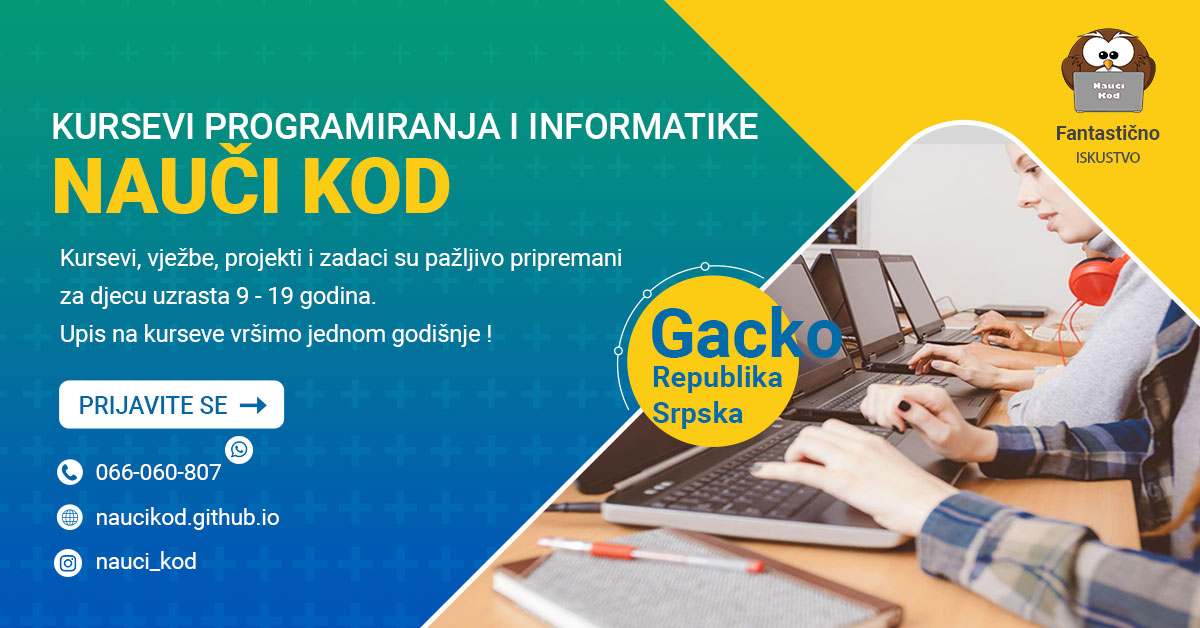 KURSEVI PROGRAMIRANJA I INFORMATIKE
NAUČI KOD
Kursevi, vježbe, projekti i zadaci su pažljivo pripremani
za djecu uzrasta 9 - 19 godina.
Upis na kurseve vršimo jednom godišnje !
PRIJAVITE SE
066-060-807
naucikod.github.io
nauci_kod
Gacko
Republika
Srpska
Nauci
Kod
Fantastično
ISKUSTVO